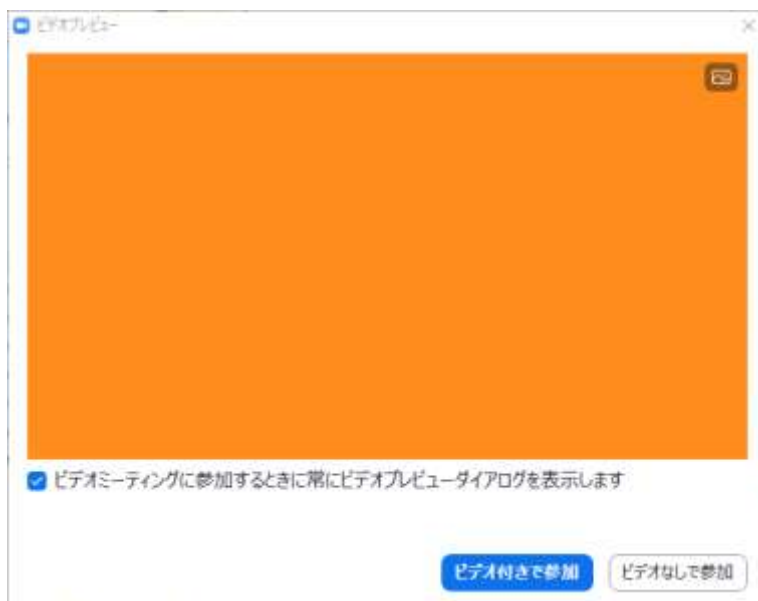 ビデオプレビュー
ビデオミーティングに参加するときに常にビデオプレビューダイアログを表示します
ビデオ付きで参加
ビデオなしで参加